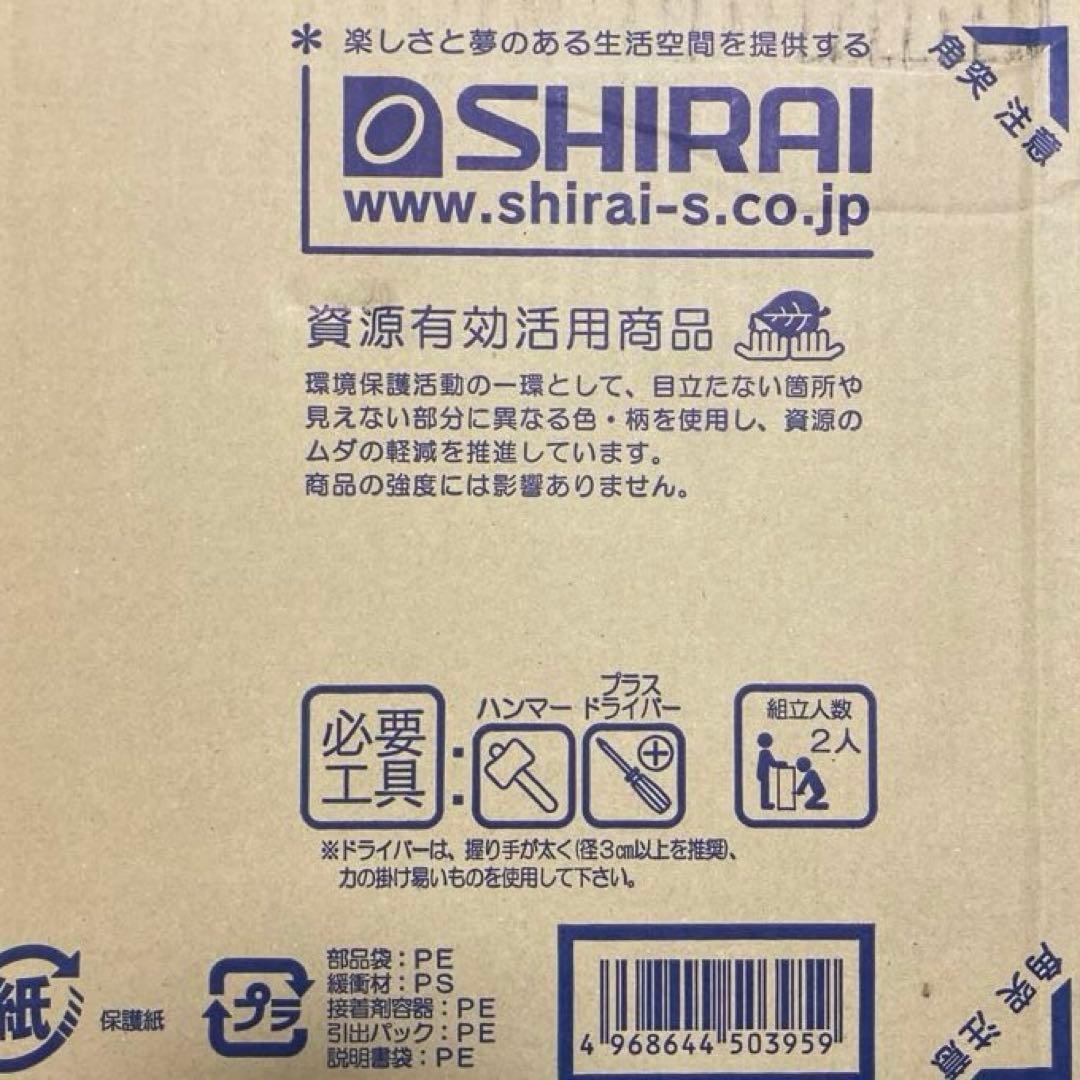 * 楽しさと夢のある生活空間を提供する
SHIRAI
www.shirai-s.co.jp
角突 注意
資源有効活用商品
環境保護活動の一環として、目立たない箇所や
見えない部分に異なる色・柄を使用し、資源の
ムダの軽減を推進しています。
商品の強度には影響ありません。
必要
工具
:
ハンマー
プラス
ドライバー
組立人数
2人
※ドライバーは、握り手が太く(径3㎝以上を推奨)、
力の掛け易いものを使用して下さい。
紙
保護紙
プラ
部品袋:PE
緩衝材:PS
接着剤容器:PE
引出パック:PE
説明書袋:PE
4 968644 503959
角突 注意